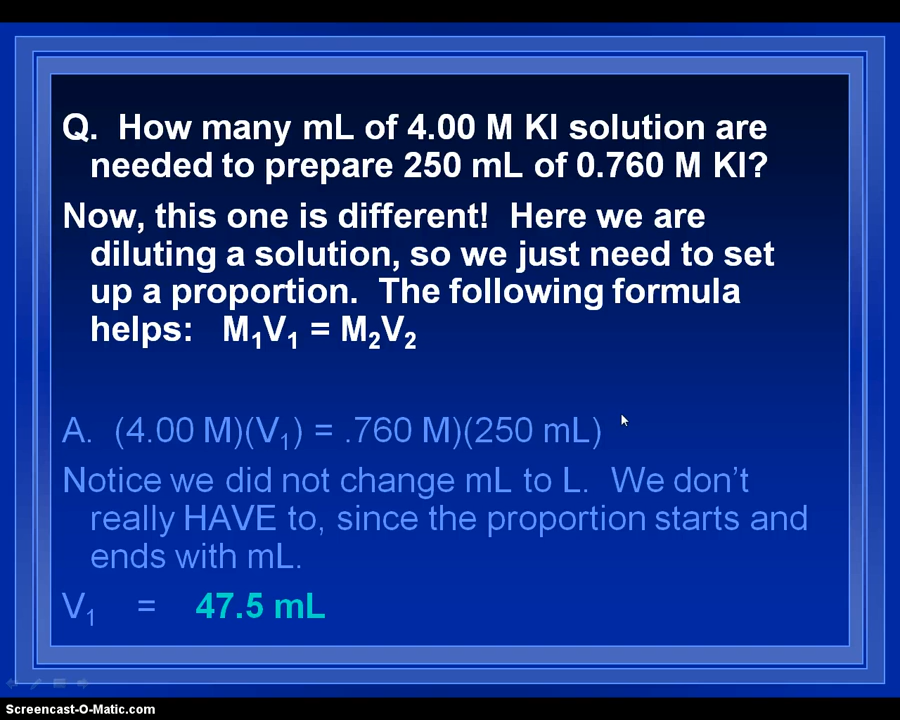 Q. How many mL of 4.00 M KI solution are
needed to prepare 250 mL of 0.760 M KI?
Now, this one is different! Here we are
diluting a solution, so we just need to set
up a proportion. The following formula
helps: M₁V₁ = M₂V₂
A. (4.00 M)(V₁) = .760 M)(250 mL)
Notice we did not change mL to L. We don't
really HAVE to, since the proportion starts and
ends with mL.
V₁ = 47.5 mL
Screencast-O-Matic.com